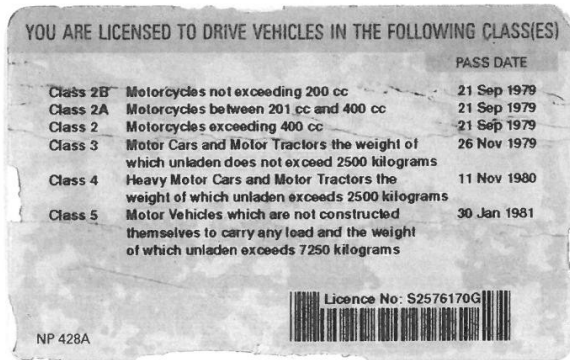 YOU ARE LICENSED TO DRIVE VEHICLES IN THE FOLLOWING CLASS(ES)
PASS DATE
Class 2B Motorcycles not exceeding 200 cc 21 Sep 1979
Class 2A Motorcycles between 201 cc and 400 cc 21 Sep 1979
Class 2 Motorcycles exceeding 400 cc 21 Sep 1979
Class 3 Motor Cars and Motor Tractors the weight of 26 Nov 1979
which unladen does not exceed 2500 kilograms
Class 4 Heavy Motor Cars and Motor Tractors the 11 Nov 1980
weight of which unladen exceeds 2500 kilograms
Class 5 Motor Vehicles which are not constructed 30 Jan 1981
themselves to carry any load and the weight
of which unladen exceeds 7250 kilograms
Licence No: S2576170G
NP 428A